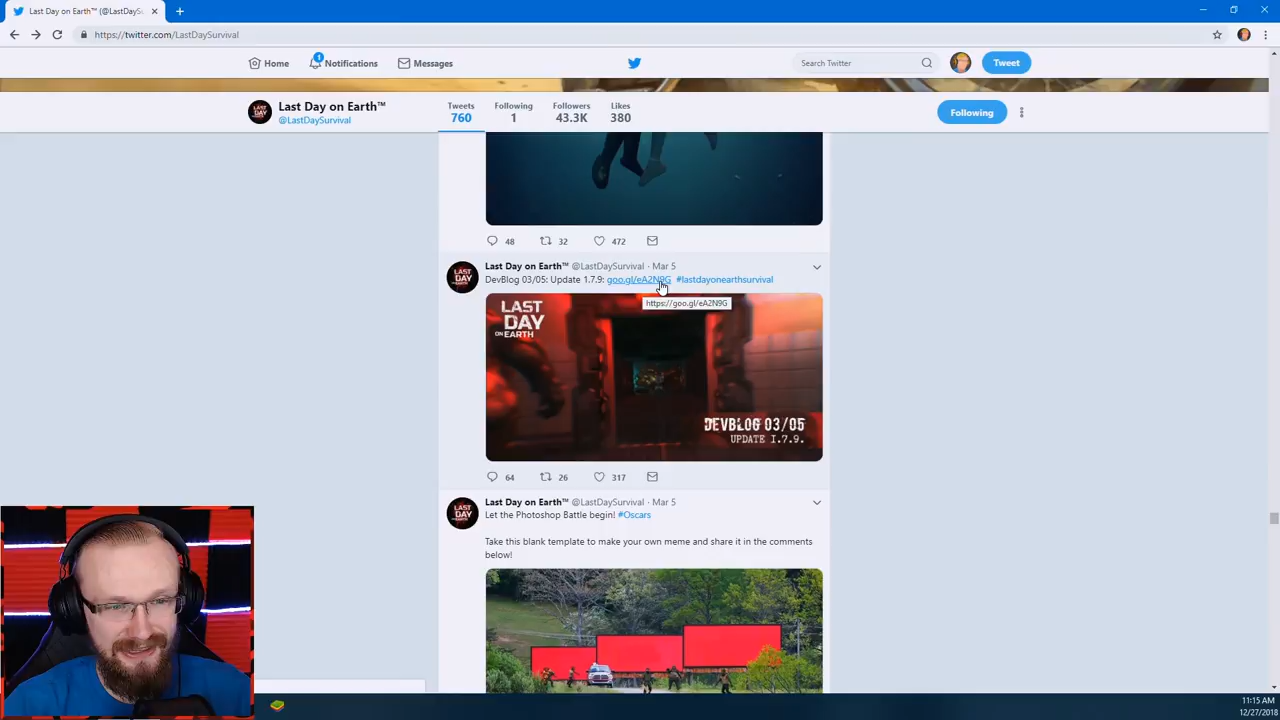 Last Day on Earth™ (@LastDayS
https://twitter.com/LastDaySurvival
Home
1
Notifications
Messages
Search Twitter
Tweet
Last Day on Earth™
@LastDaySurvival
Tweets
760
Following
1
Followers
43.3K
Likes
380
Following
48
32
472
Last Day on Earth™ @LastDaySurvival · Mar 5
DevBlog 03/05: Update 1.7.9: goo.gl/eA2N9G #lastdayonearthsurvival
https://goo.gl/eA2N9G
LAST
DAY
ON EARTH
DEVBLOG 03/05
UPDATE 1.7.9.
64
26
317
Last Day on Earth™ @LastDaySurvival · Mar 5
Let the Photoshop Battle begin! #Oscars
Take this blank template to make your own meme and share it in the comments
below!
11:15 AM
12/27/2018